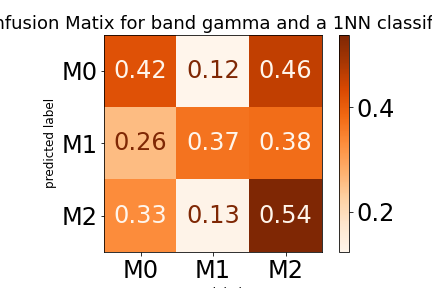 nfusion Matix for band gamma and a 1NN classif
M0 0.42 0.12 0.46
M1 0.26 0.37 0.38
M2 0.33 0.13 0.54
M0 M1 M2
predicted label
0.4
0.2